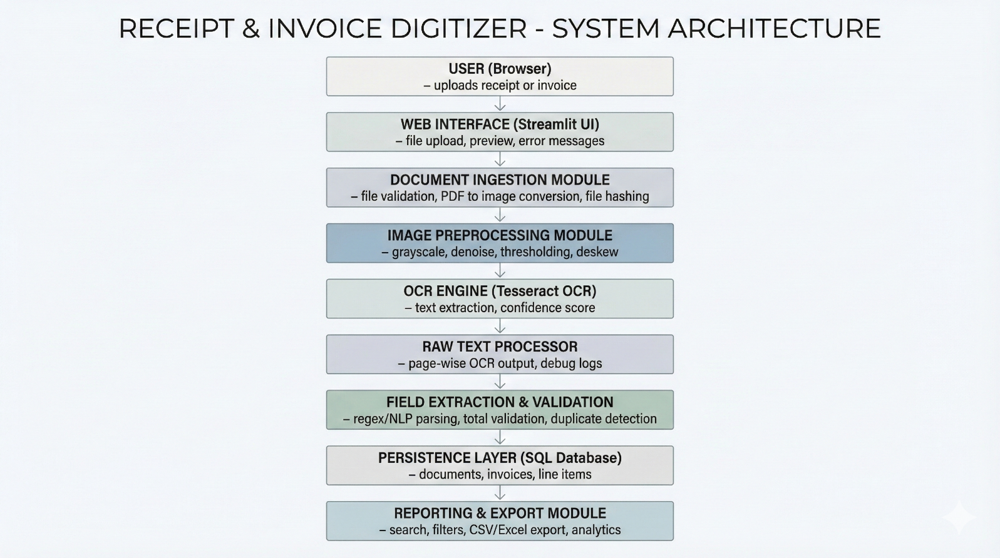 RECEIPT & INVOICE DIGITIZER - SYSTEM ARCHITECTURE
USER (Browser)
– uploads receipt or invoice
WEB INTERFACE (Streamlit UI)
– file upload, preview, error messages
DOCUMENT INGESTION MODULE
– file validation, PDF to image conversion, file hashing
IMAGE PREPROCESSING MODULE
– grayscale, denoise, thresholding, deskew
OCR ENGINE (Tesseract OCR)
– text extraction, confidence score
RAW TEXT PROCESSOR
– page-wise OCR output, debug logs
FIELD EXTRACTION & VALIDATION
– regex/NLP parsing, total validation, duplicate detection
PERSISTENCE LAYER (SQL Database)
– documents, invoices, line items
REPORTING & EXPORT MODULE
– search, filters, CSV/Excel export, analytics